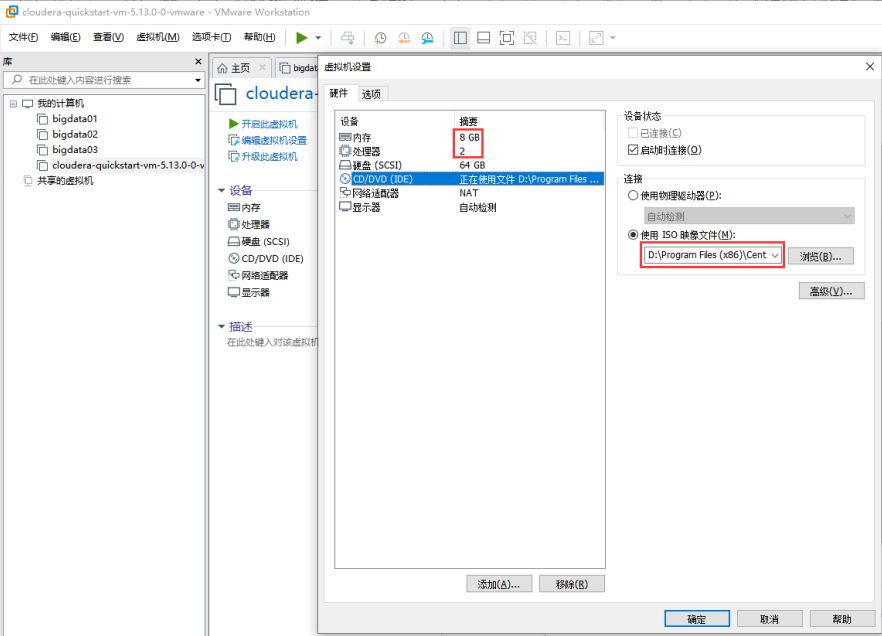 cloudera-quickstart-vm-5.13.0-0-vmware - VMware Workstation
文件(F) 编辑(E) 查看(V) 虚拟机(M) 选项卡(T) 帮助(H)
库
在此处键入内容进行搜索
我的计算机
bigdata01
bigdata02
bigdata03
cloudera-quickstart-vm-5.13.0-0-v
共享的虚拟机
主页
bigdat
cloudera-
开启此虚拟机
编辑虚拟机设置
升级此虚拟机
设备
内存
处理器
硬盘 (SCSI)
CD/DVD (IDE)
网络适配器
显示器
描述
在此处键入对该虚拟机
虚拟机设置
硬件 选项
设备 摘要
内存 8 GB
处理器 2
硬盘 (SCSI) 64 GB
CD/DVD (IDE) 正在使用文件 D:\Program Files ...
网络适配器 NAT
显示器 自动检测
添加(A)... 移除(R)
设备状态
已连接(C)
启动时连接(O)
连接
使用物理驱动器(P):
自动检测
使用 ISO 映像文件(M):
D:\Program Files (x86)\Cent
浏览(B)...
高级(V)...
确定 取消 帮助